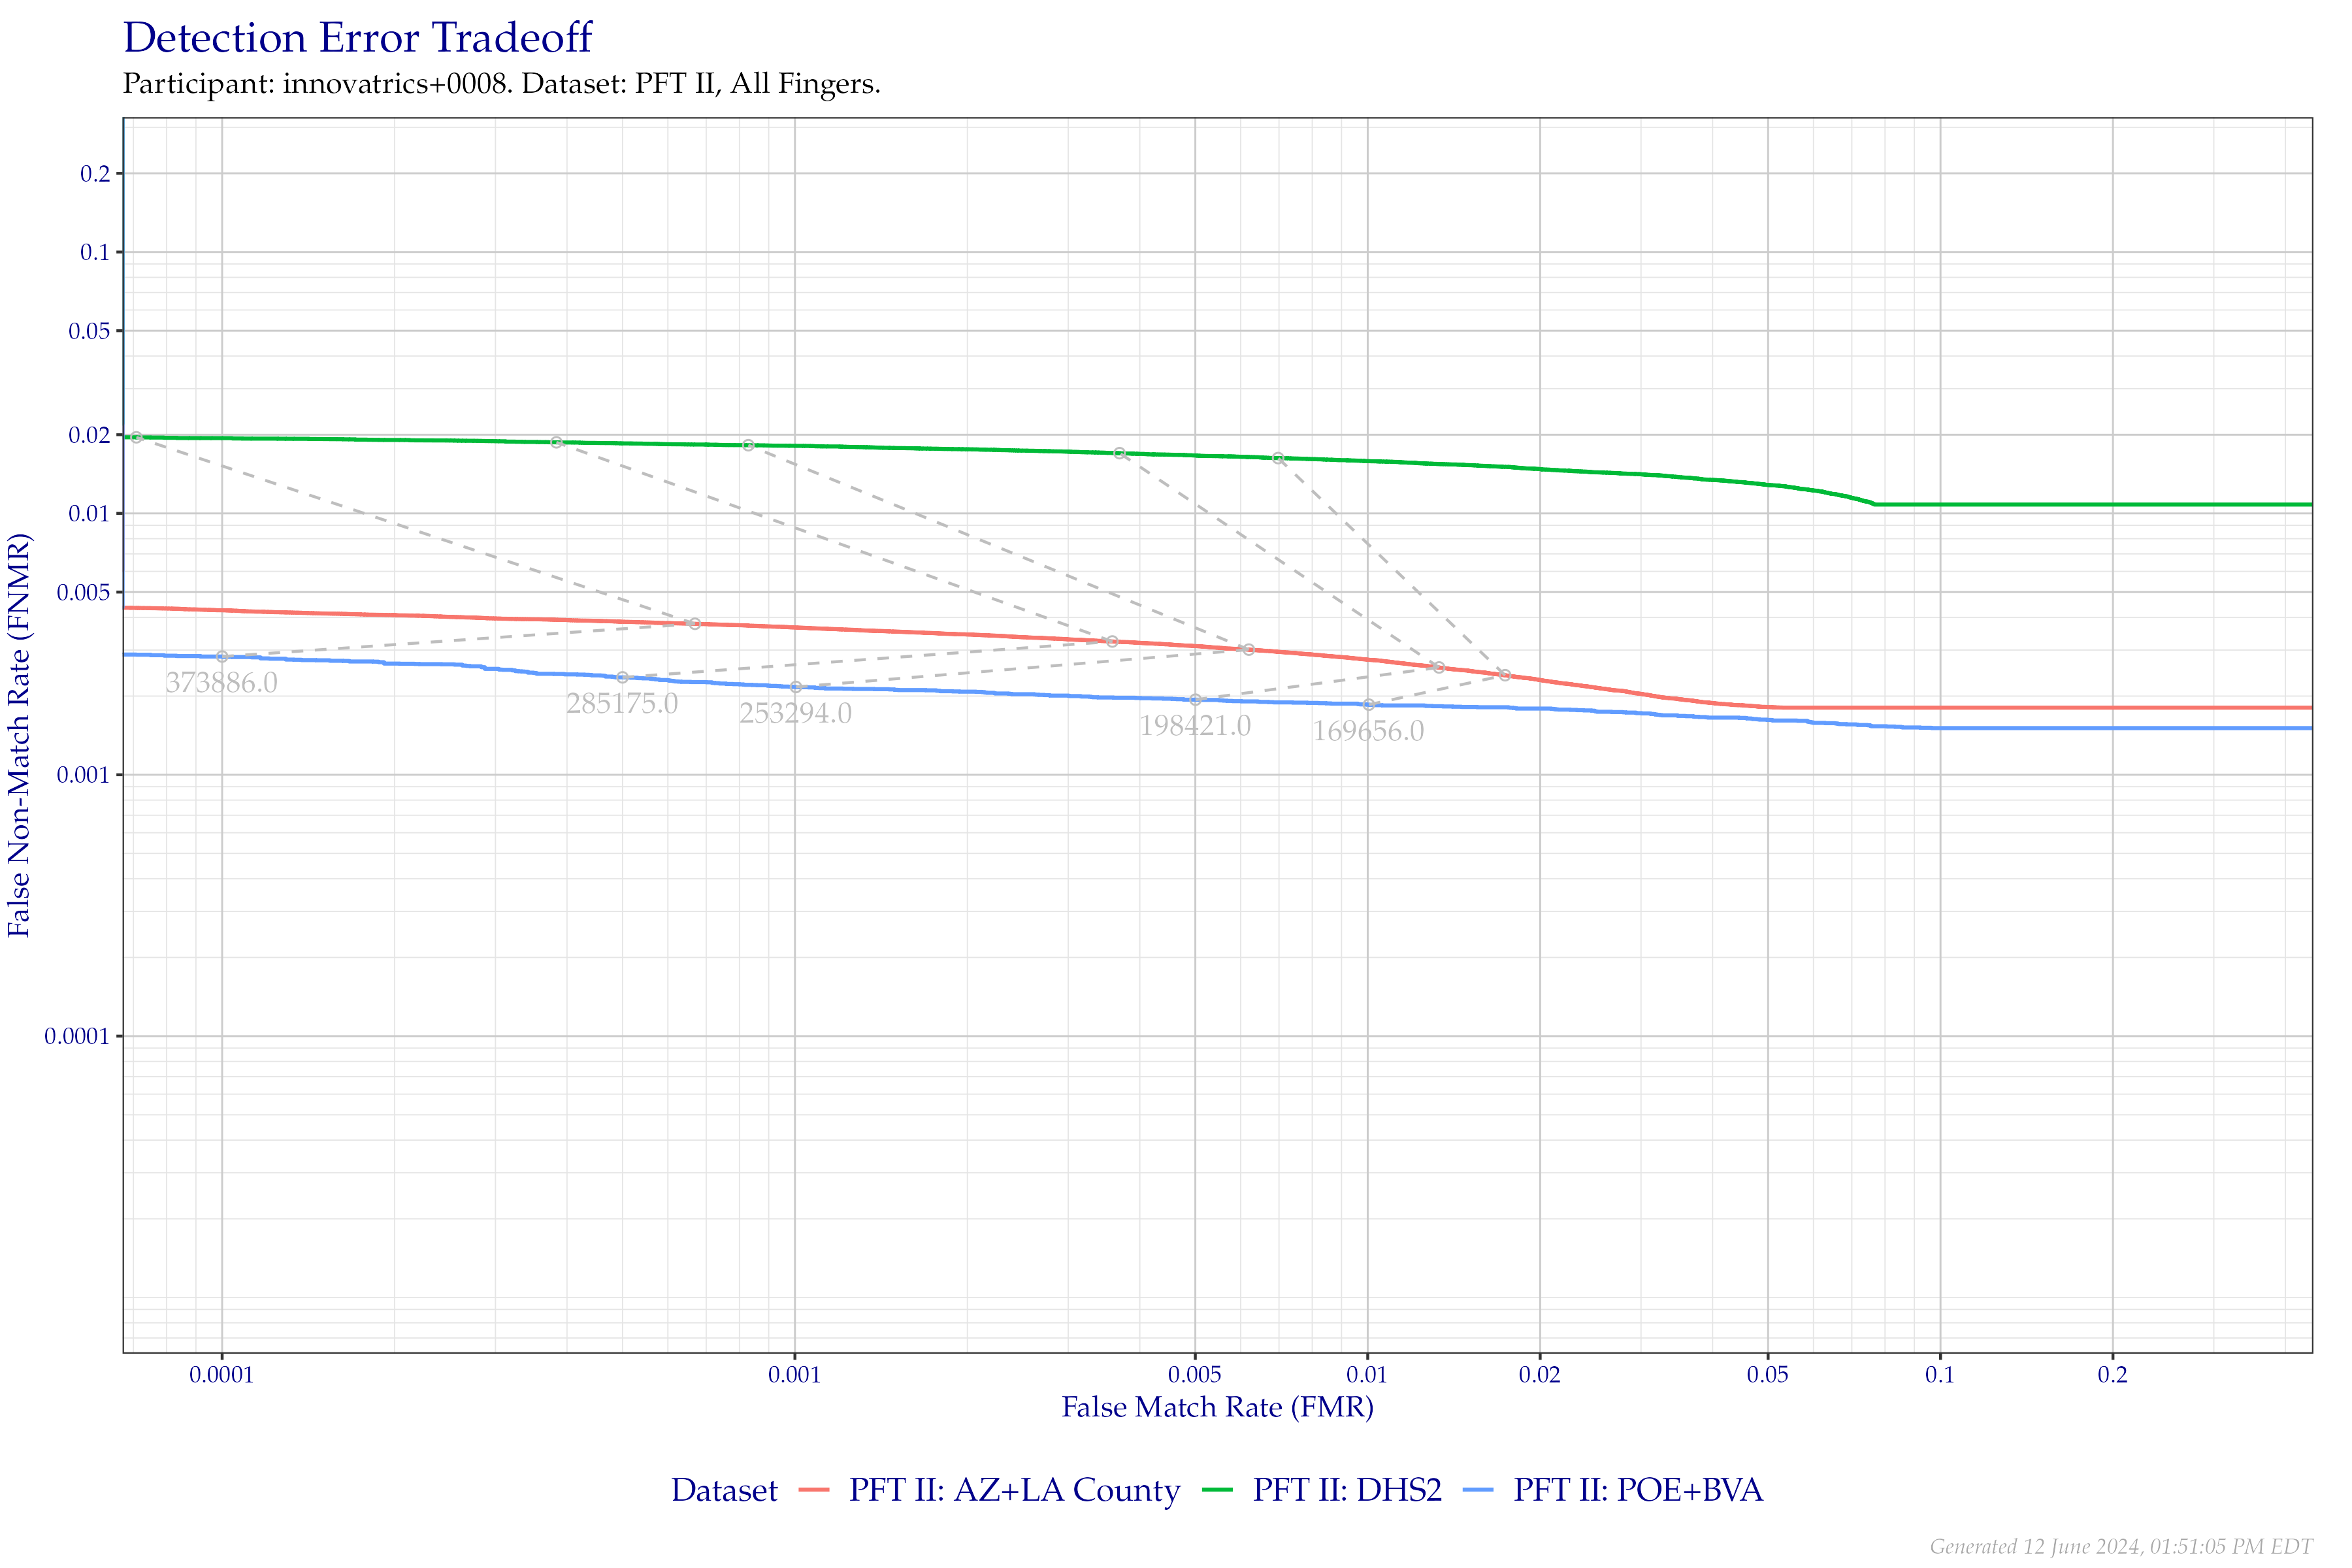 Detection Error Tradeoff
Participant: innovatrics+0008. Dataset: PFT II, All Fingers.
False Non-Match Rate (FNMR)
0.2
0.1
0.05
0.02
0.01
0.005
0.001
0.0001
373886.0
285175.0
253294.0
198421.0
169656.0
0.0001 0.001 0.005 0.01 0.02 0.05 0.1 0.2
False Match Rate (FMR)
Dataset PFT II: AZ+LA County PFT II: DHS2 PFT II: POE+BVA
Generated 12 June 2024, 01:51:05 PM EDT